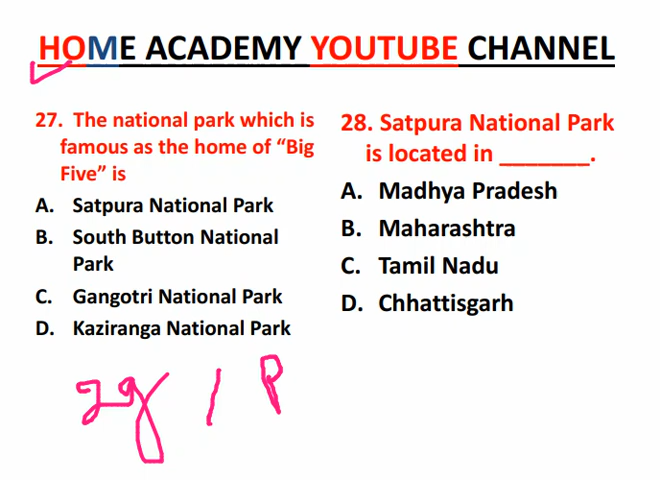 HOME ACADEMY YOUTUBE CHANNEL
27. The national park which is
famous as the home of “Big
Five” is
A. Satpura National Park
B. South Button National
Park
C. Gangotri National Park
D. Kaziranga National Park
28. Satpura National Park
is located in _______.
A. Madhya Pradesh
B. Maharashtra
C. Tamil Nadu
D. Chhattisgarh